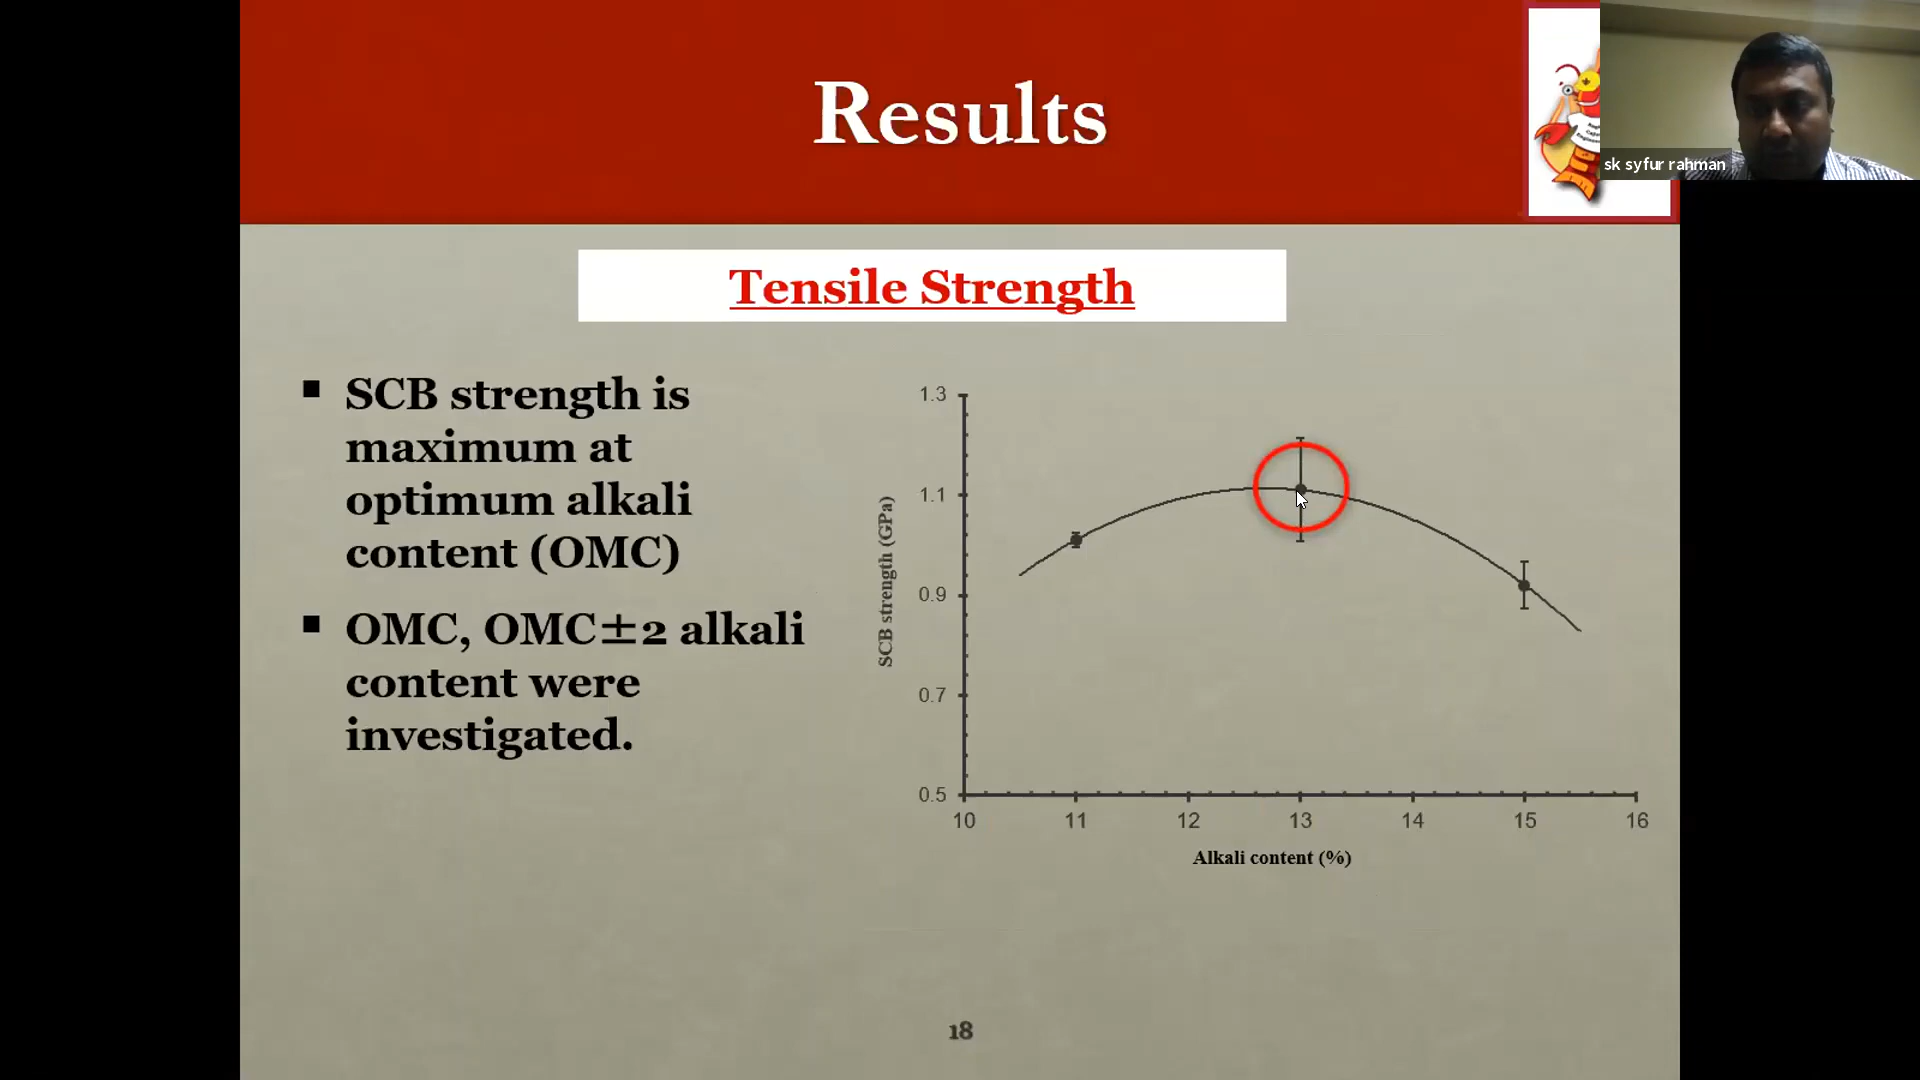 Results
sk syfur rahman
Tensile Strength
▪ SCB strength is
maximum at
optimum alkali
content (OMC)
▪ OMC, OMC±2 alkali
content were
investigated.
1.3
1.1
0.9
0.7
0.5
SCB strength (GPa)
10 11 12 13 14 15 16
Alkali content (%)
18